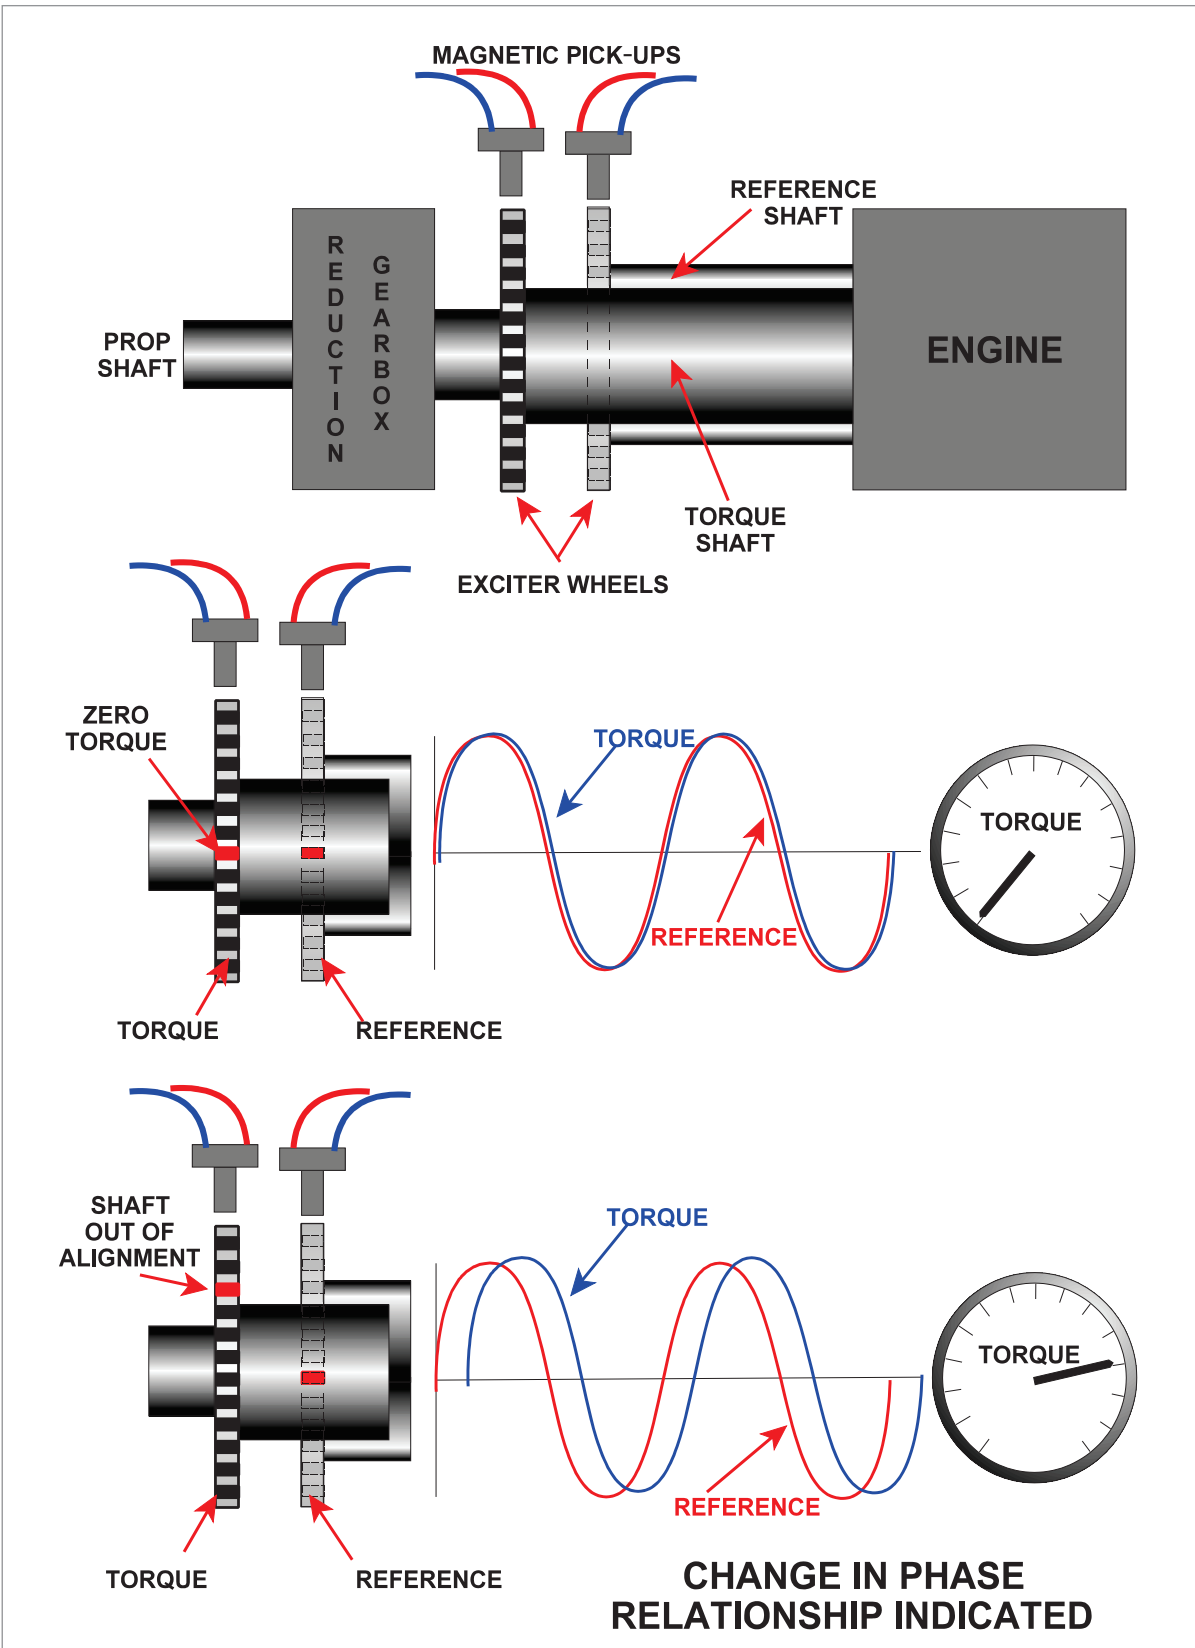 MAGNETIC PICK-UPS
REFERENCE
SHAFT
REDUCTION
GEARBOX
PROP
SHAFT
ENGINE
TORQUE
SHAFT
EXCITER WHEELS
ZERO
TORQUE
TORQUE
TORQUE
REFERENCE
TORQUE
REFERENCE
SHAFT
OUT OF
ALIGNMENT
TORQUE
TORQUE
REFERENCE
TORQUE
REFERENCE
CHANGE IN PHASE
RELATIONSHIP INDICATED